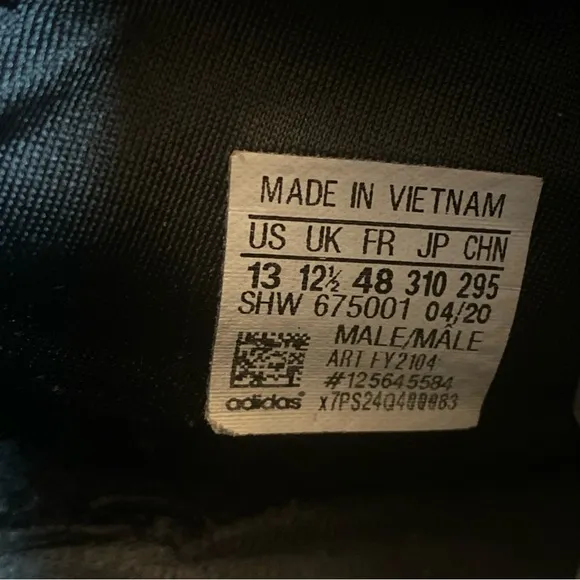 MADE IN VIETNAM
US UK FR JP CHN
13 12½ 48 310 295
SHW 675001 04/20
MALE/MÂLE
ART FY2104
#125645584
adidas x7PS24Q400083